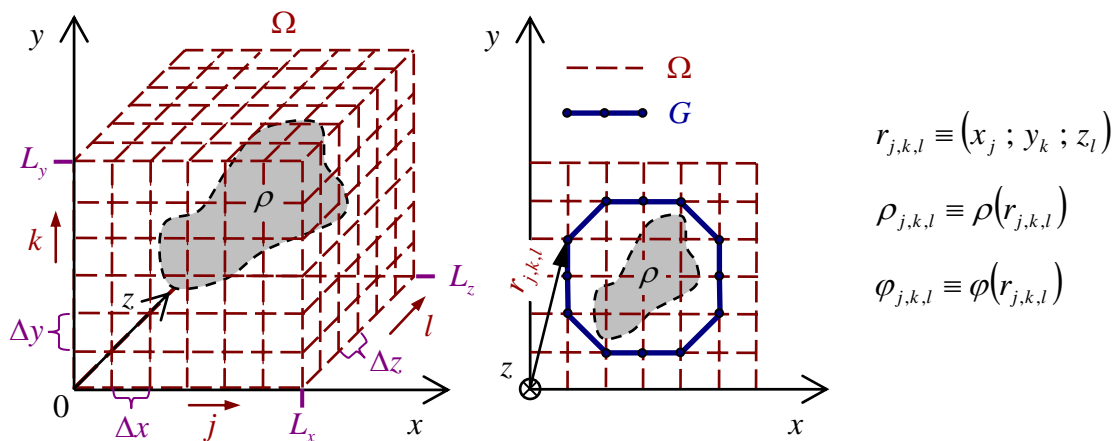 y
Ω
L_y
k
ρ
z
Δy
L_z
l
Δz
0
Δx
j
L_x
x
y
Ω
G
ρ
r_{j,k,l}
z
x
r_{j,k,l} ≡ (x_j ; y_k ; z_l)
ρ_{j,k,l} ≡ ρ(r_{j,k,l})
φ_{j,k,l} ≡ φ(r_{j,k,l})